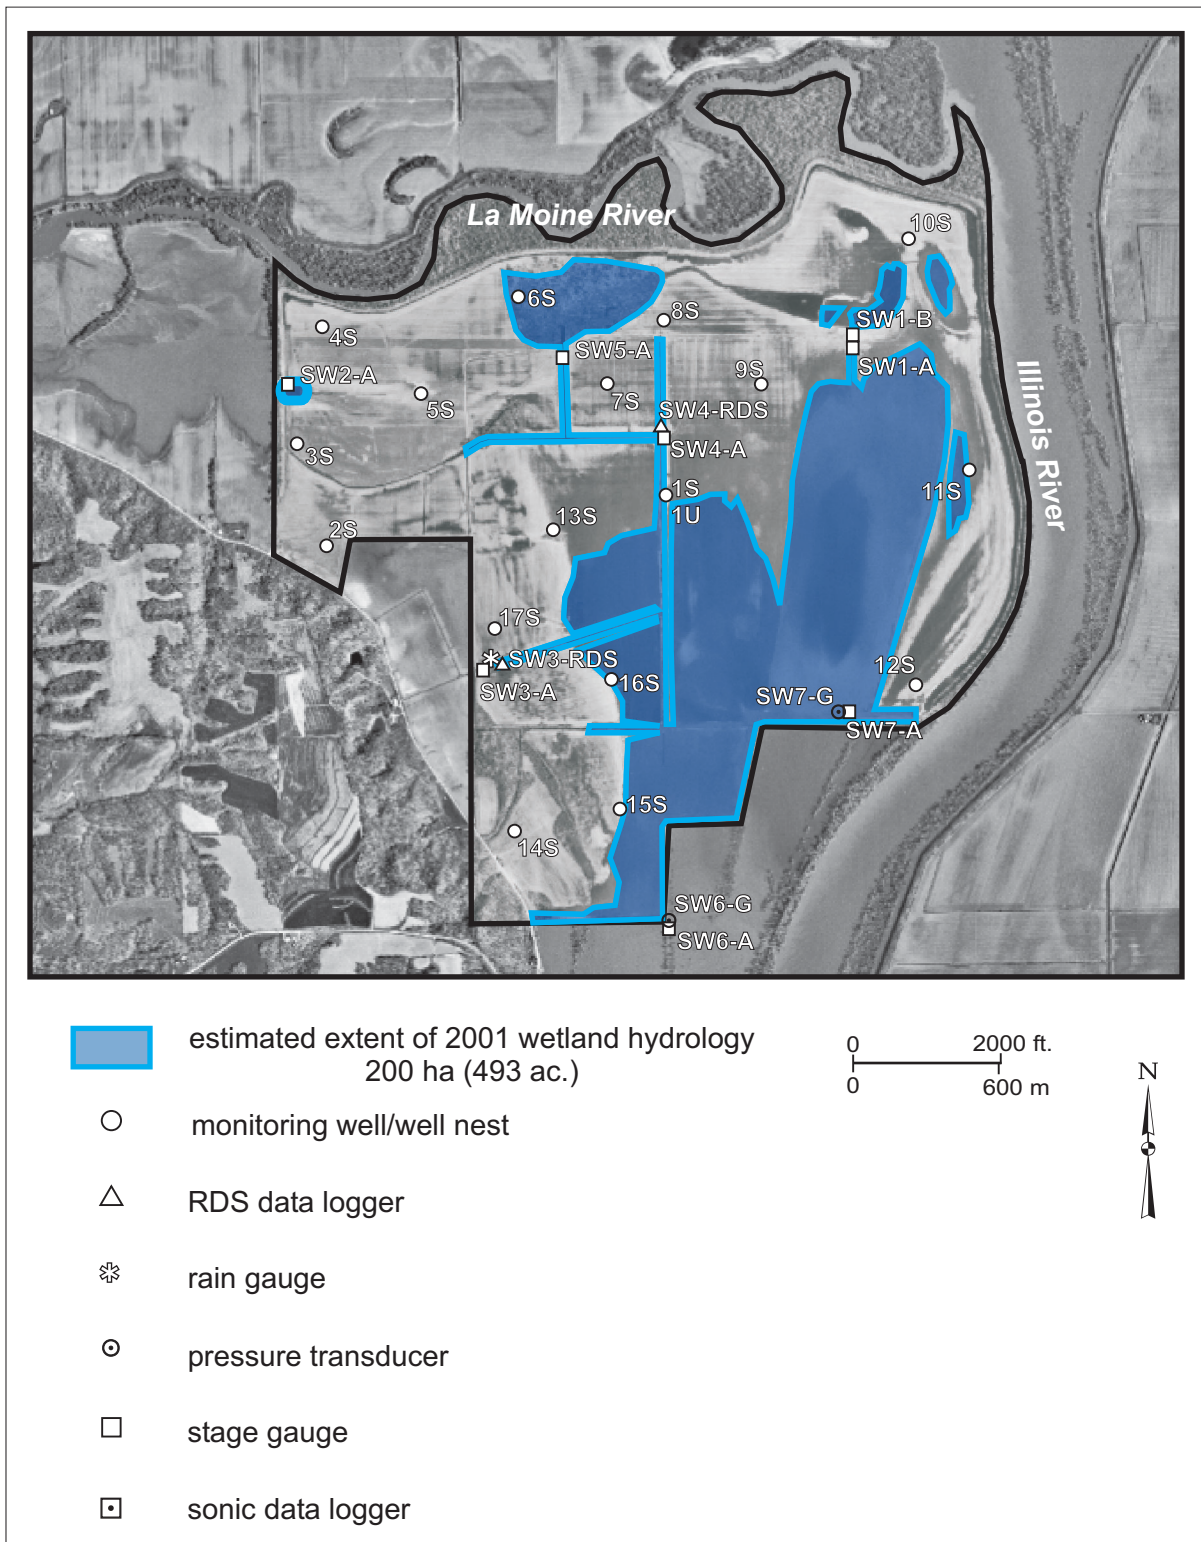 La Moine River
10S
6S
8S
SW1-B
4S
SW5-A
SW1-A
SW2-A
7S
9S
5S
SW4-RDS
Illinois River
SW4-A
3S
11S
1S
1U
13S
2S
17S
SW3-RDS
12S
SW3-A
16S
SW7-G
SW7-A
15S
14S
SW6-G
SW6-A
estimated extent of 2001 wetland hydrology
200 ha (493 ac.)
0 2000 ft.
0 600 m
N
monitoring well/well nest
RDS data logger
rain gauge
pressure transducer
stage gauge
sonic data logger